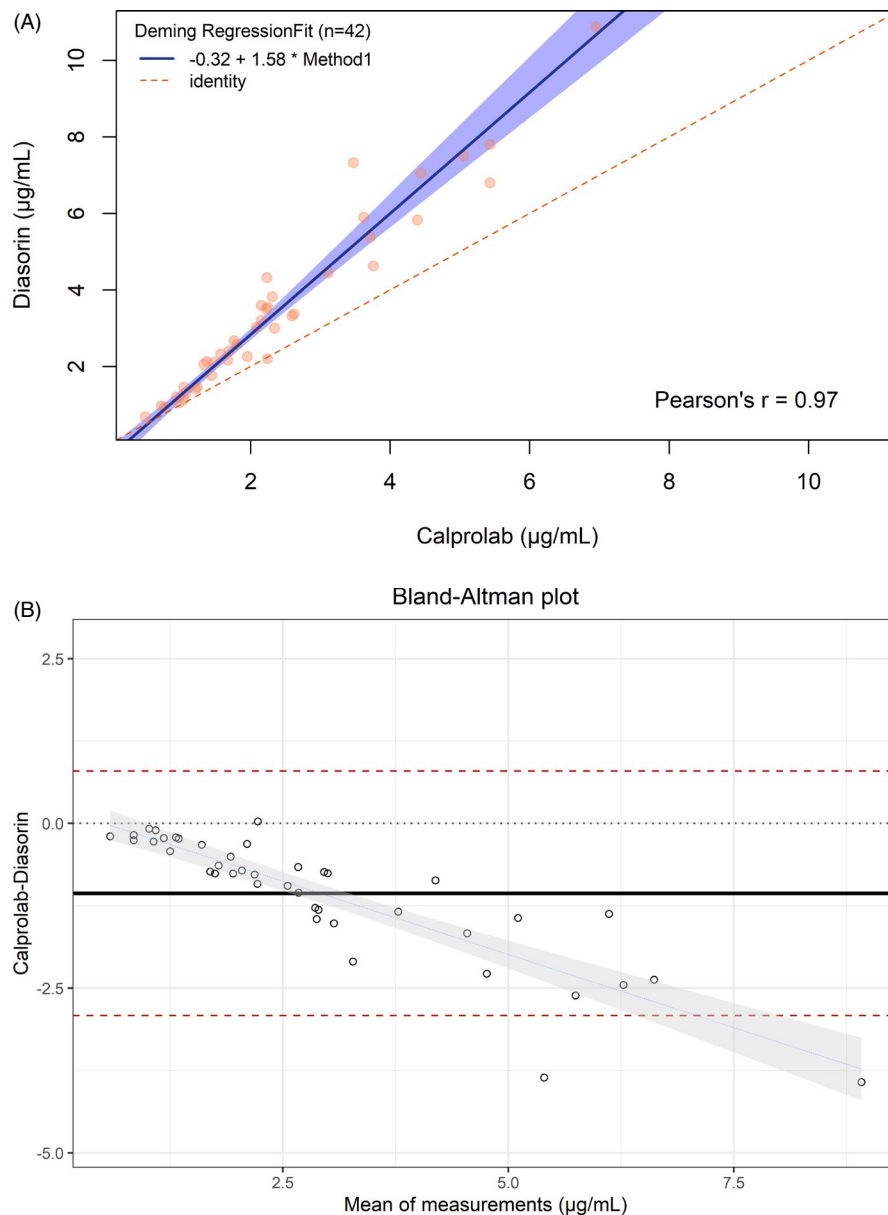 (A)
Deming RegressionFit (n=42)
-0.32 + 1.58 * Method1
identity
10
8
6
4
2
Diasorin (µg/mL)
Pearson's r = 0.97
2 4 6 8 10
Calprolab (µg/mL)
(B)
Bland-Altman plot
2.5
0.0
-2.5
-5.0
Calprolab-Diasorin
2.5 5.0 7.5
Mean of measurements (µg/mL)